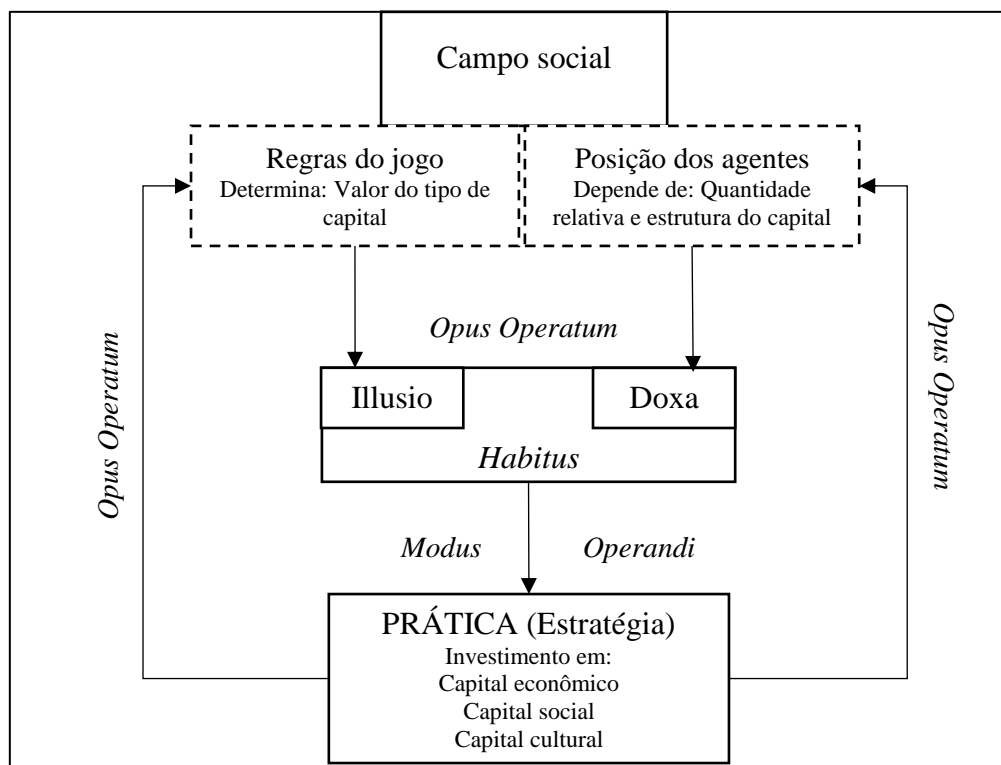 Campo social
Regras do jogo
Determina: Valor do tipo de
capital
Posição dos agentes
Depende de: Quantidade
relativa e estrutura do capital
Opus Operatum
Opus Operatum
Opus Operatum
Illusio
Doxa
Habitus
Modus Operandi
PRÁTICA (Estratégia)
Investimento em:
Capital econômico
Capital social
Capital cultural